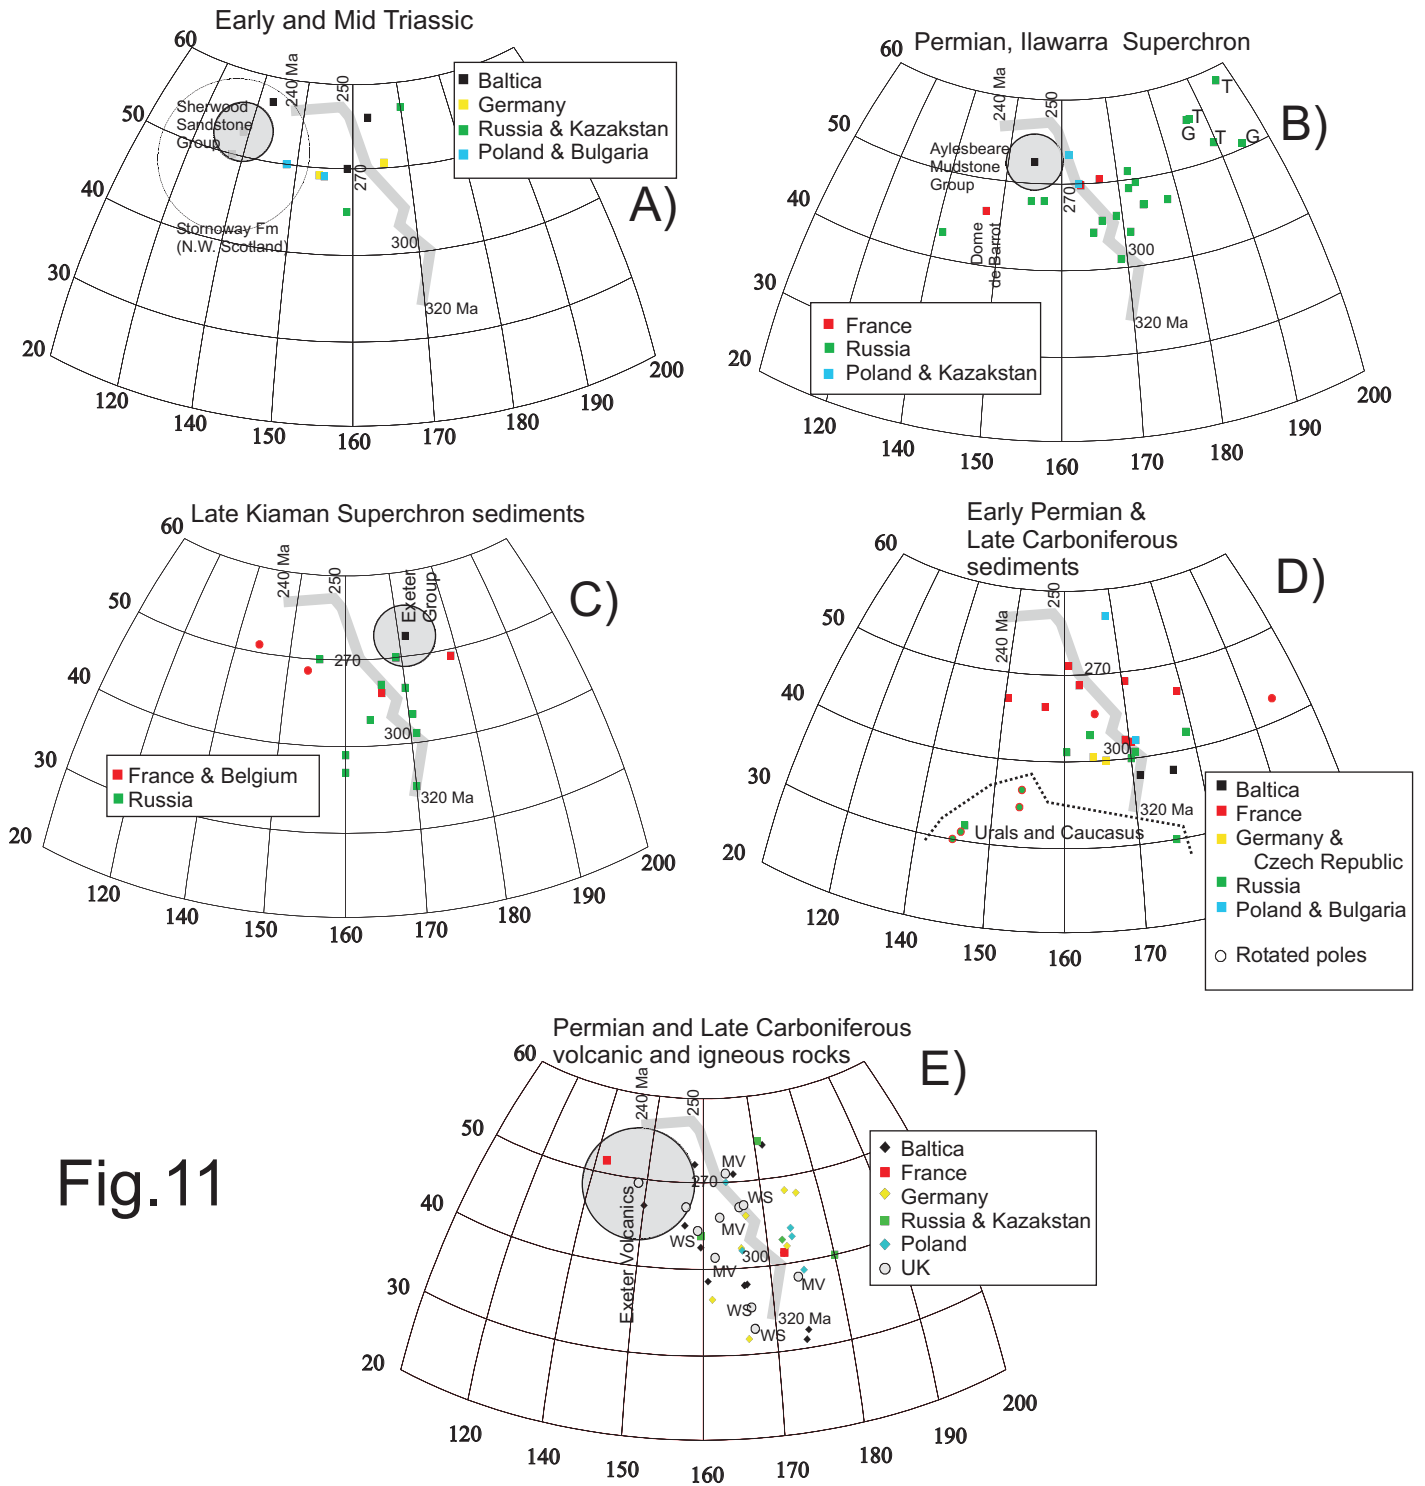 Early and Mid Triassic
60
50
40
30
20
120
140
150
160
170
180
190
200
240 Ma
250
270
300
320 Ma
Sherwood
Sandstone
Group
Stornoway Fm
(N.W. Scotland)
Baltica
Germany
Russia & Kazakstan
Poland & Bulgaria
A)
Permian, Ilawarra Superchron
60
50
40
30
20
120
140
150
160
170
180
190
200
240 Ma
250
270
300
320 Ma
Aylesbeare
Mudstone
Group
Dome
de Barrot
T
T
G
T
G
France
Russia
Poland & Kazakstan
B)
Late Kiaman Superchron sediments
60
50
40
30
20
120
140
150
160
170
180
190
200
240 Ma
250
270
300
320 Ma
Exeter
Group
France & Belgium
Russia
C)
Early Permian &
Late Carboniferous
sediments
60
50
40
30
20
120
140
150
160
170
240 Ma
250
270
300
320 Ma
Urals and Caucasus
Baltica
France
Germany &
Czech Republic
Russia
Poland & Bulgaria
Rotated poles
D)
Permian and Late Carboniferous
volcanic and igneous rocks
60
50
40
30
20
120
140
150
160
170
180
190
200
240 Ma
250
270
300
320 Ma
Exeter Volcanics
MV
WS
MV
WS
MV
MV
WS
WS
Baltica
France
Germany
Russia & Kazakstan
Poland
UK
E)
Fig.11